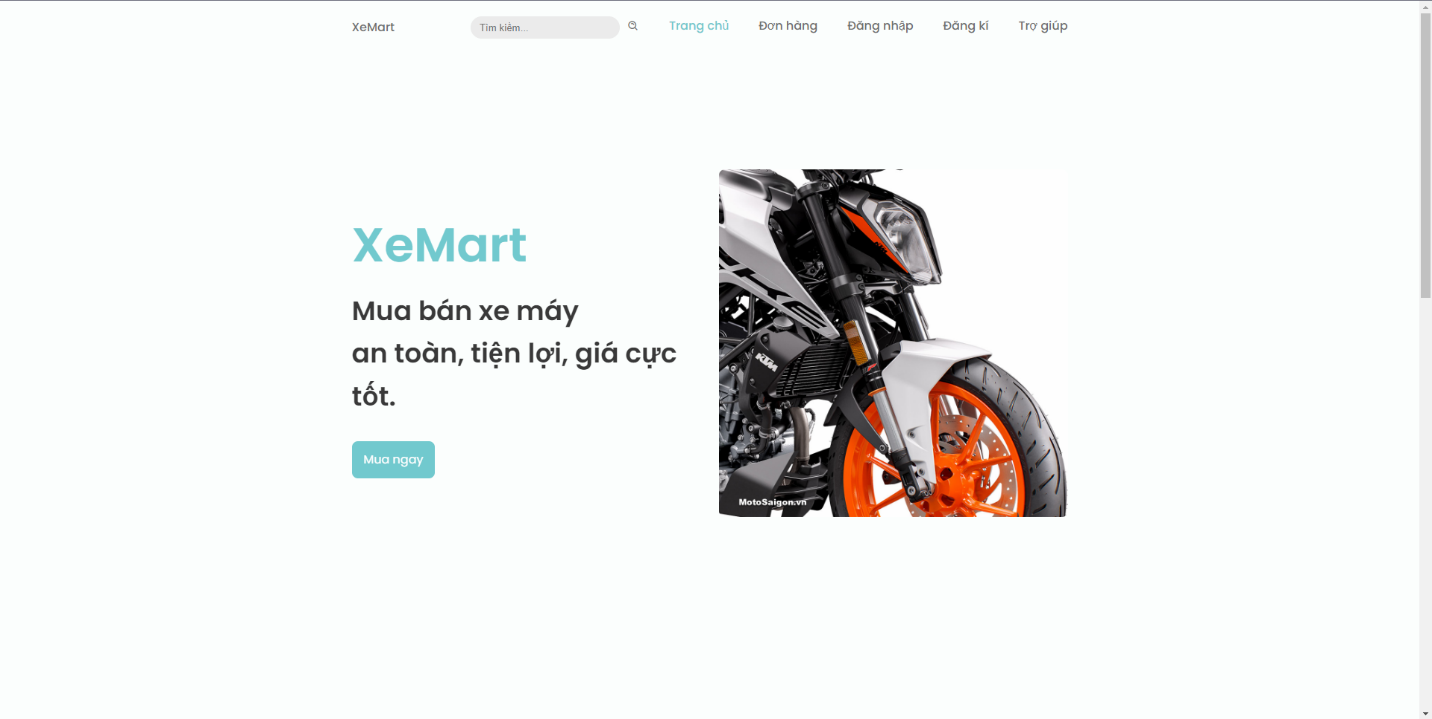 XeMart
Tìm kiếm...
Trang chủ
Đơn hàng
Đăng nhập
Đăng kí
Trợ giúp
XeMart
Mua bán xe máy
an toàn, tiện lợi, giá cực
tốt.
Mua ngay
KTM
MotoSaigon.vn